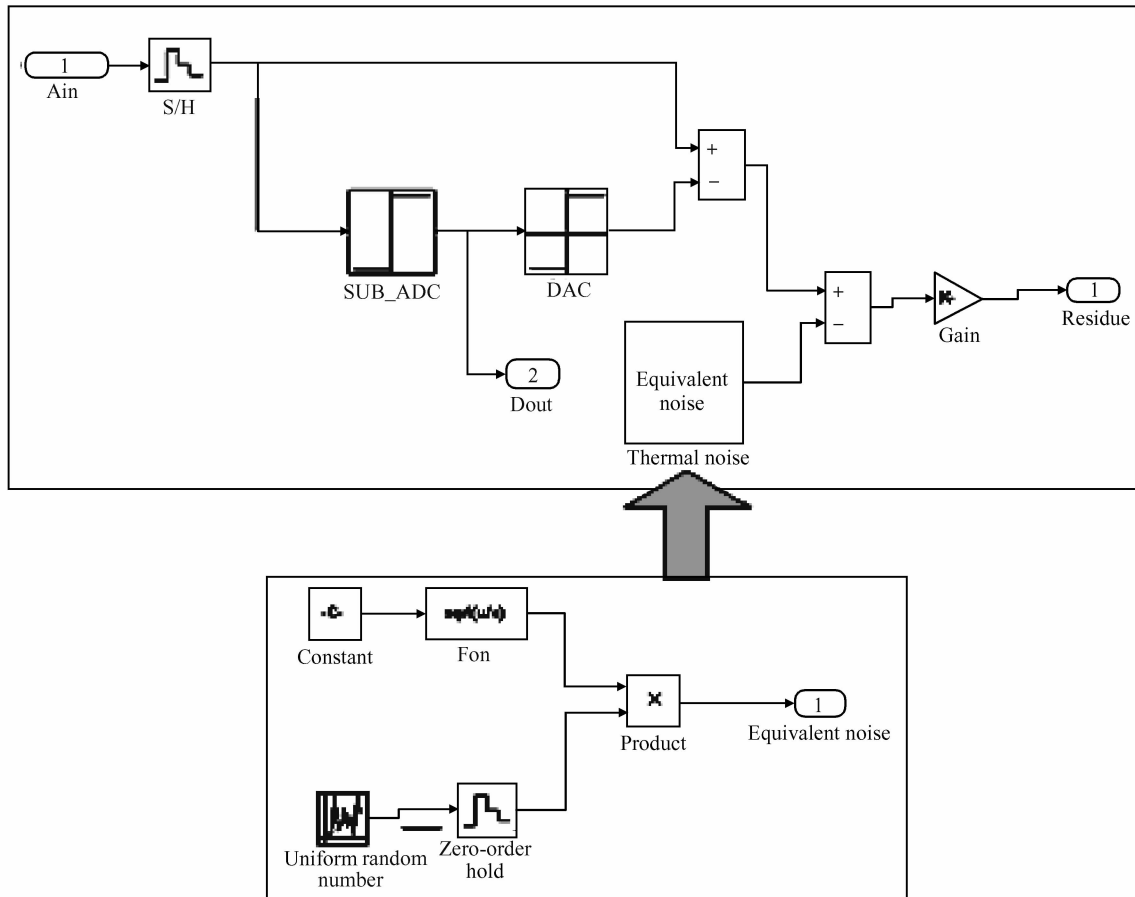 1
Ain
S/H
+
−
SUB_ADC
DAC
+
−
K-
Gain
1
Residue
2
Dout
Equivalent
noise
Thermal noise
-C-
Constant
Fon
×
Product
1
Equivalent noise
Uniform random
number
Zero-order
hold